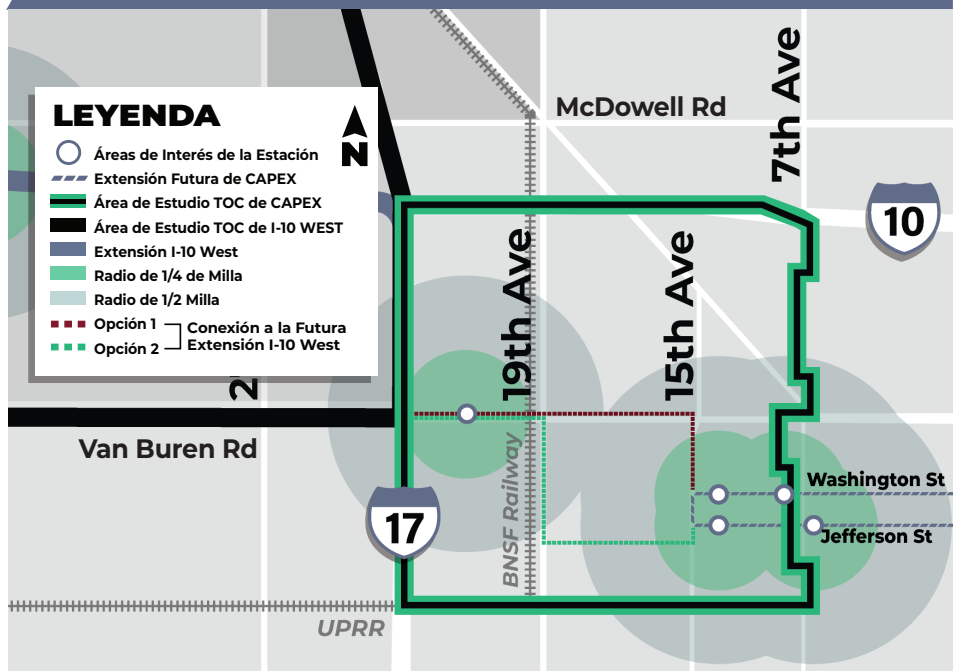 LEYENDA
N
Áreas de Interés de la Estación
Extensión Futura de CAPEX
Área de Estudio TOC de CAPEX
Área de Estudio TOC de I-10 WEST
Extensión I-10 West
Radio de 1/4 de Milla
Radio de 1/2 Milla
Opción 1
Opción 2
Conexión a la Futura
Extensión I-10 West
McDowell Rd
7th Ave
10
19th Ave
15th Ave
2
Van Buren Rd
17
BNSF Railway
Washington St
Jefferson St
UPRR